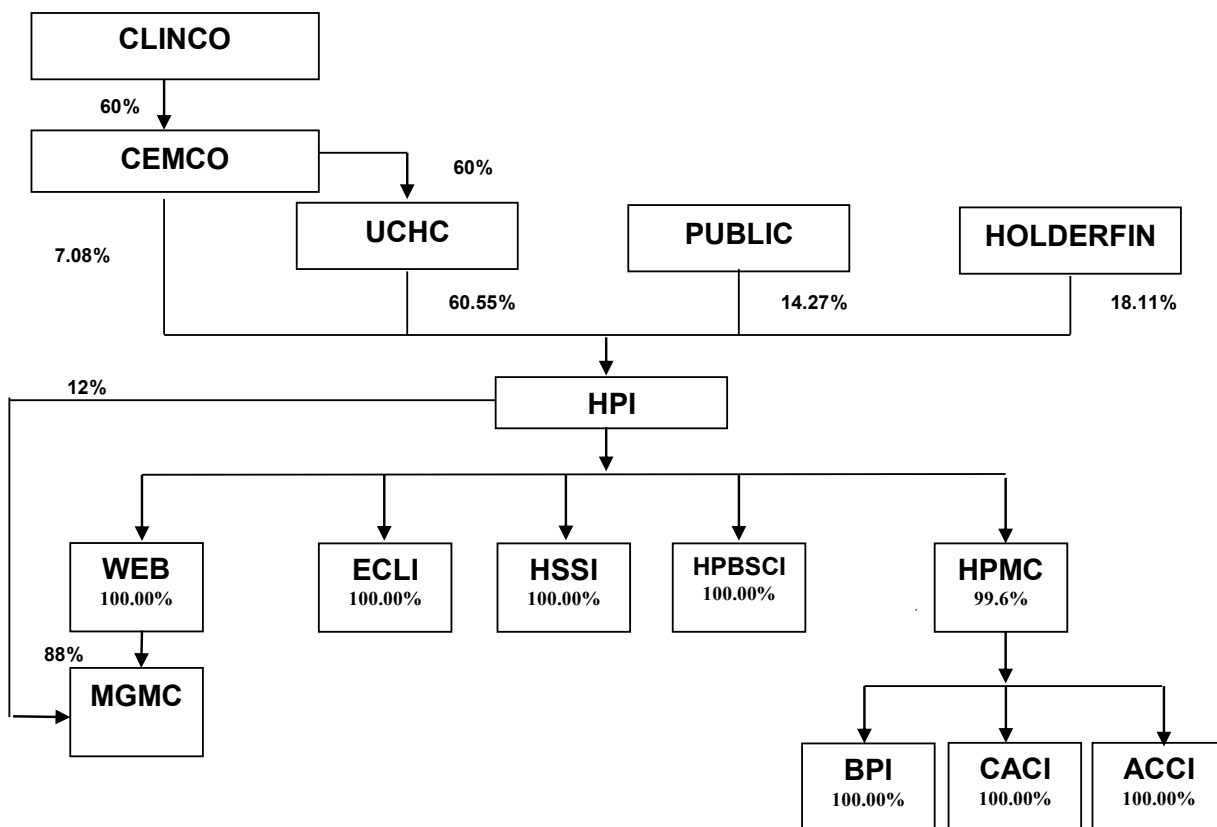 CLINCO
60%
CEMCO
60%
UCHC
PUBLIC
HOLDERFIN
7.08%
60.55%
14.27%
18.11%
12%
HPI
WEB
100.00%
ECLI
100.00%
HSSI
100.00%
HPBSCI
100.00%
HPMC
99.6%
88%
MGMC
BPI
100.00%
CACI
100.00%
ACCI
100.00%